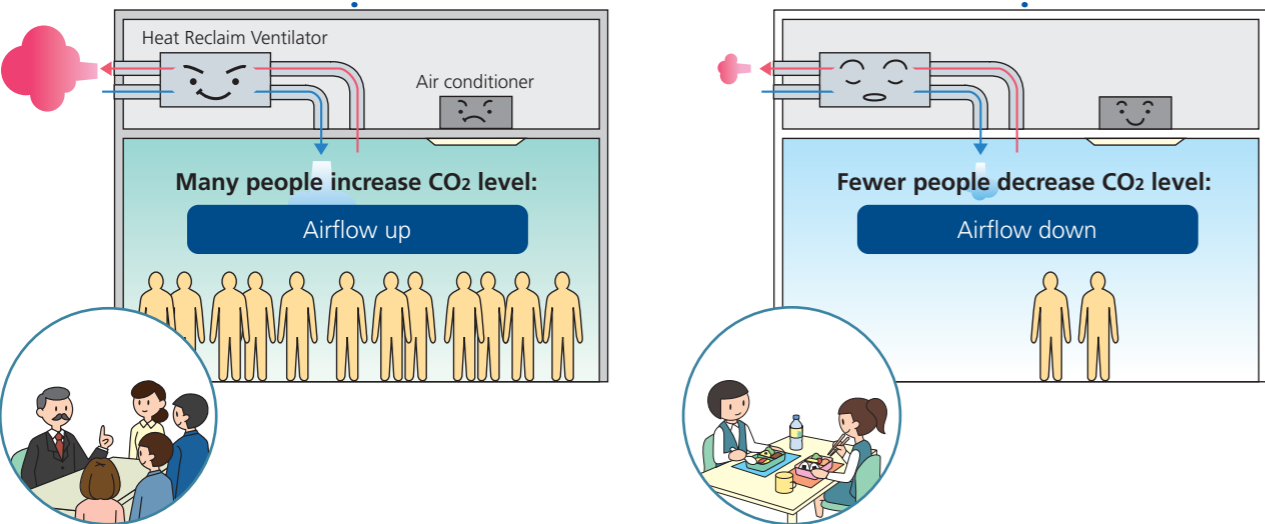 Heat Reclaim Ventilator
Air conditioner
Many people increase CO2 level:
Airflow up
Fewer people decrease CO2 level:
Airflow down